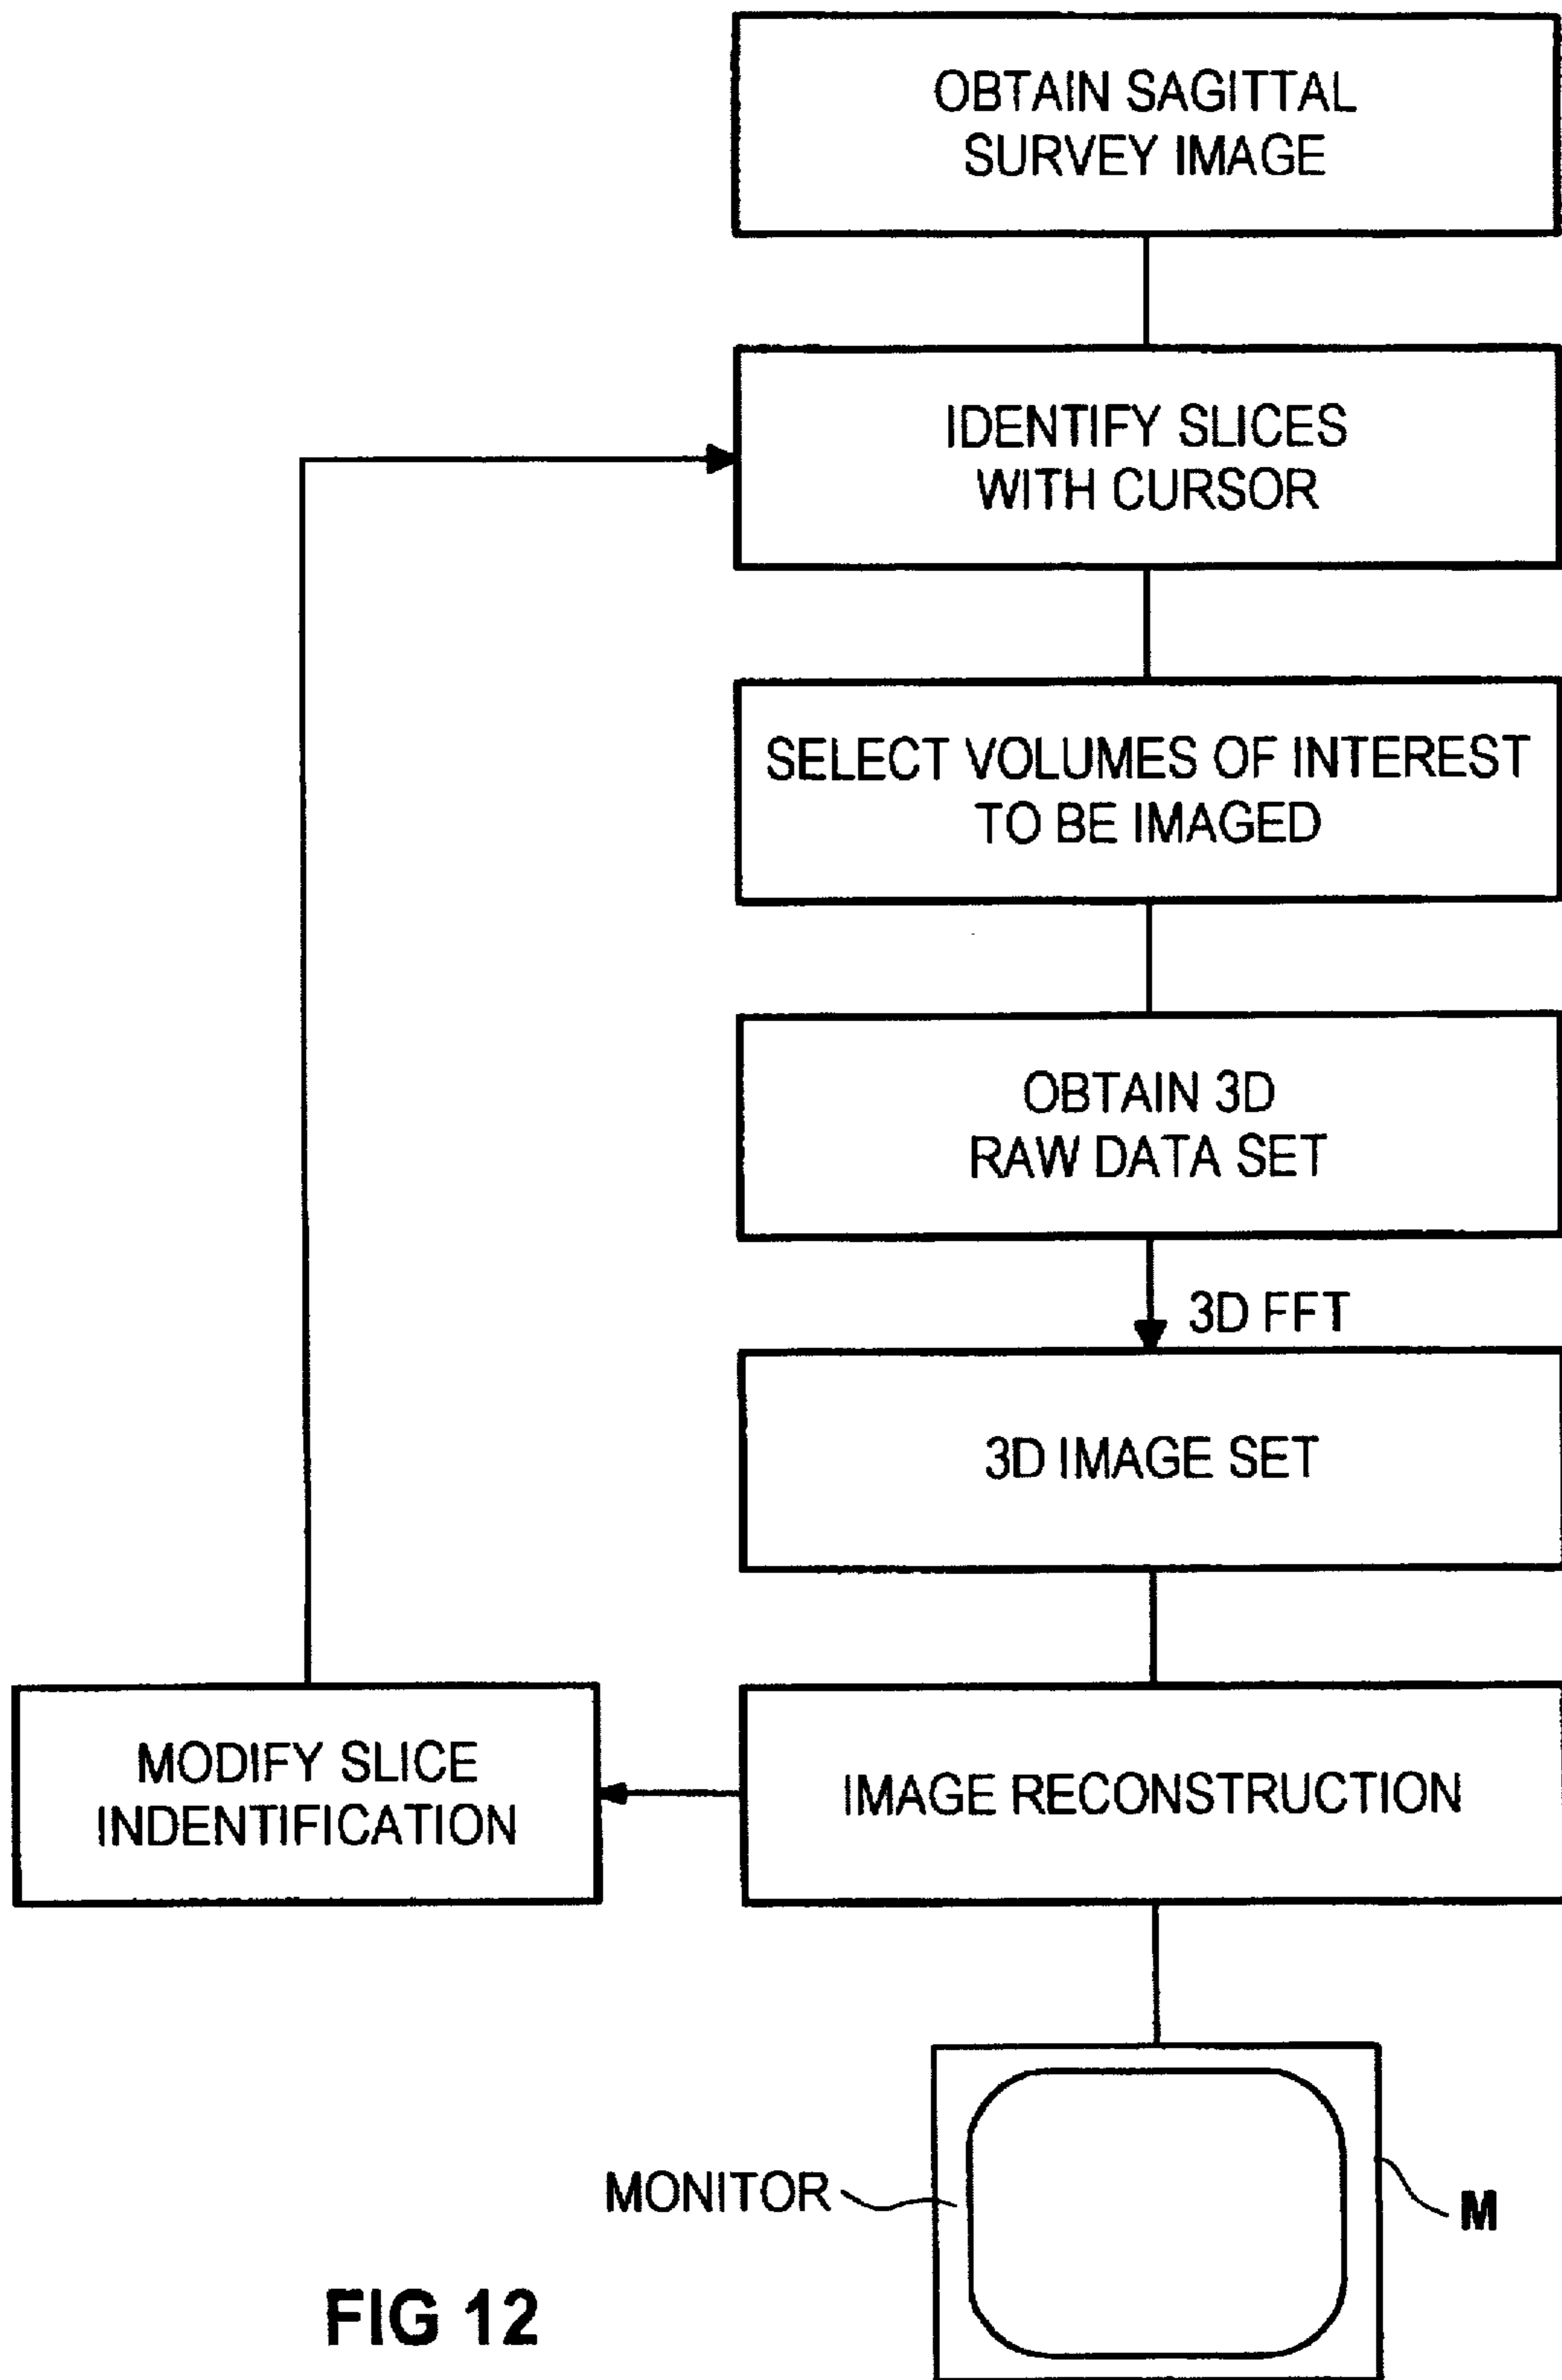 OBTAIN SAGITTAL
SURVEY IMAGE
IDENTIFY SLICES
WITH CURSOR
SELECT VOLUMES OF INTEREST
TO BE IMAGED
OBTAIN 3D
RAW DATA SET
3D FFT
3D IMAGE SET
MODIFY SLICE
INDENTIFICATION
IMAGE RECONSTRUCTION
MONITOR
M
FIG 12